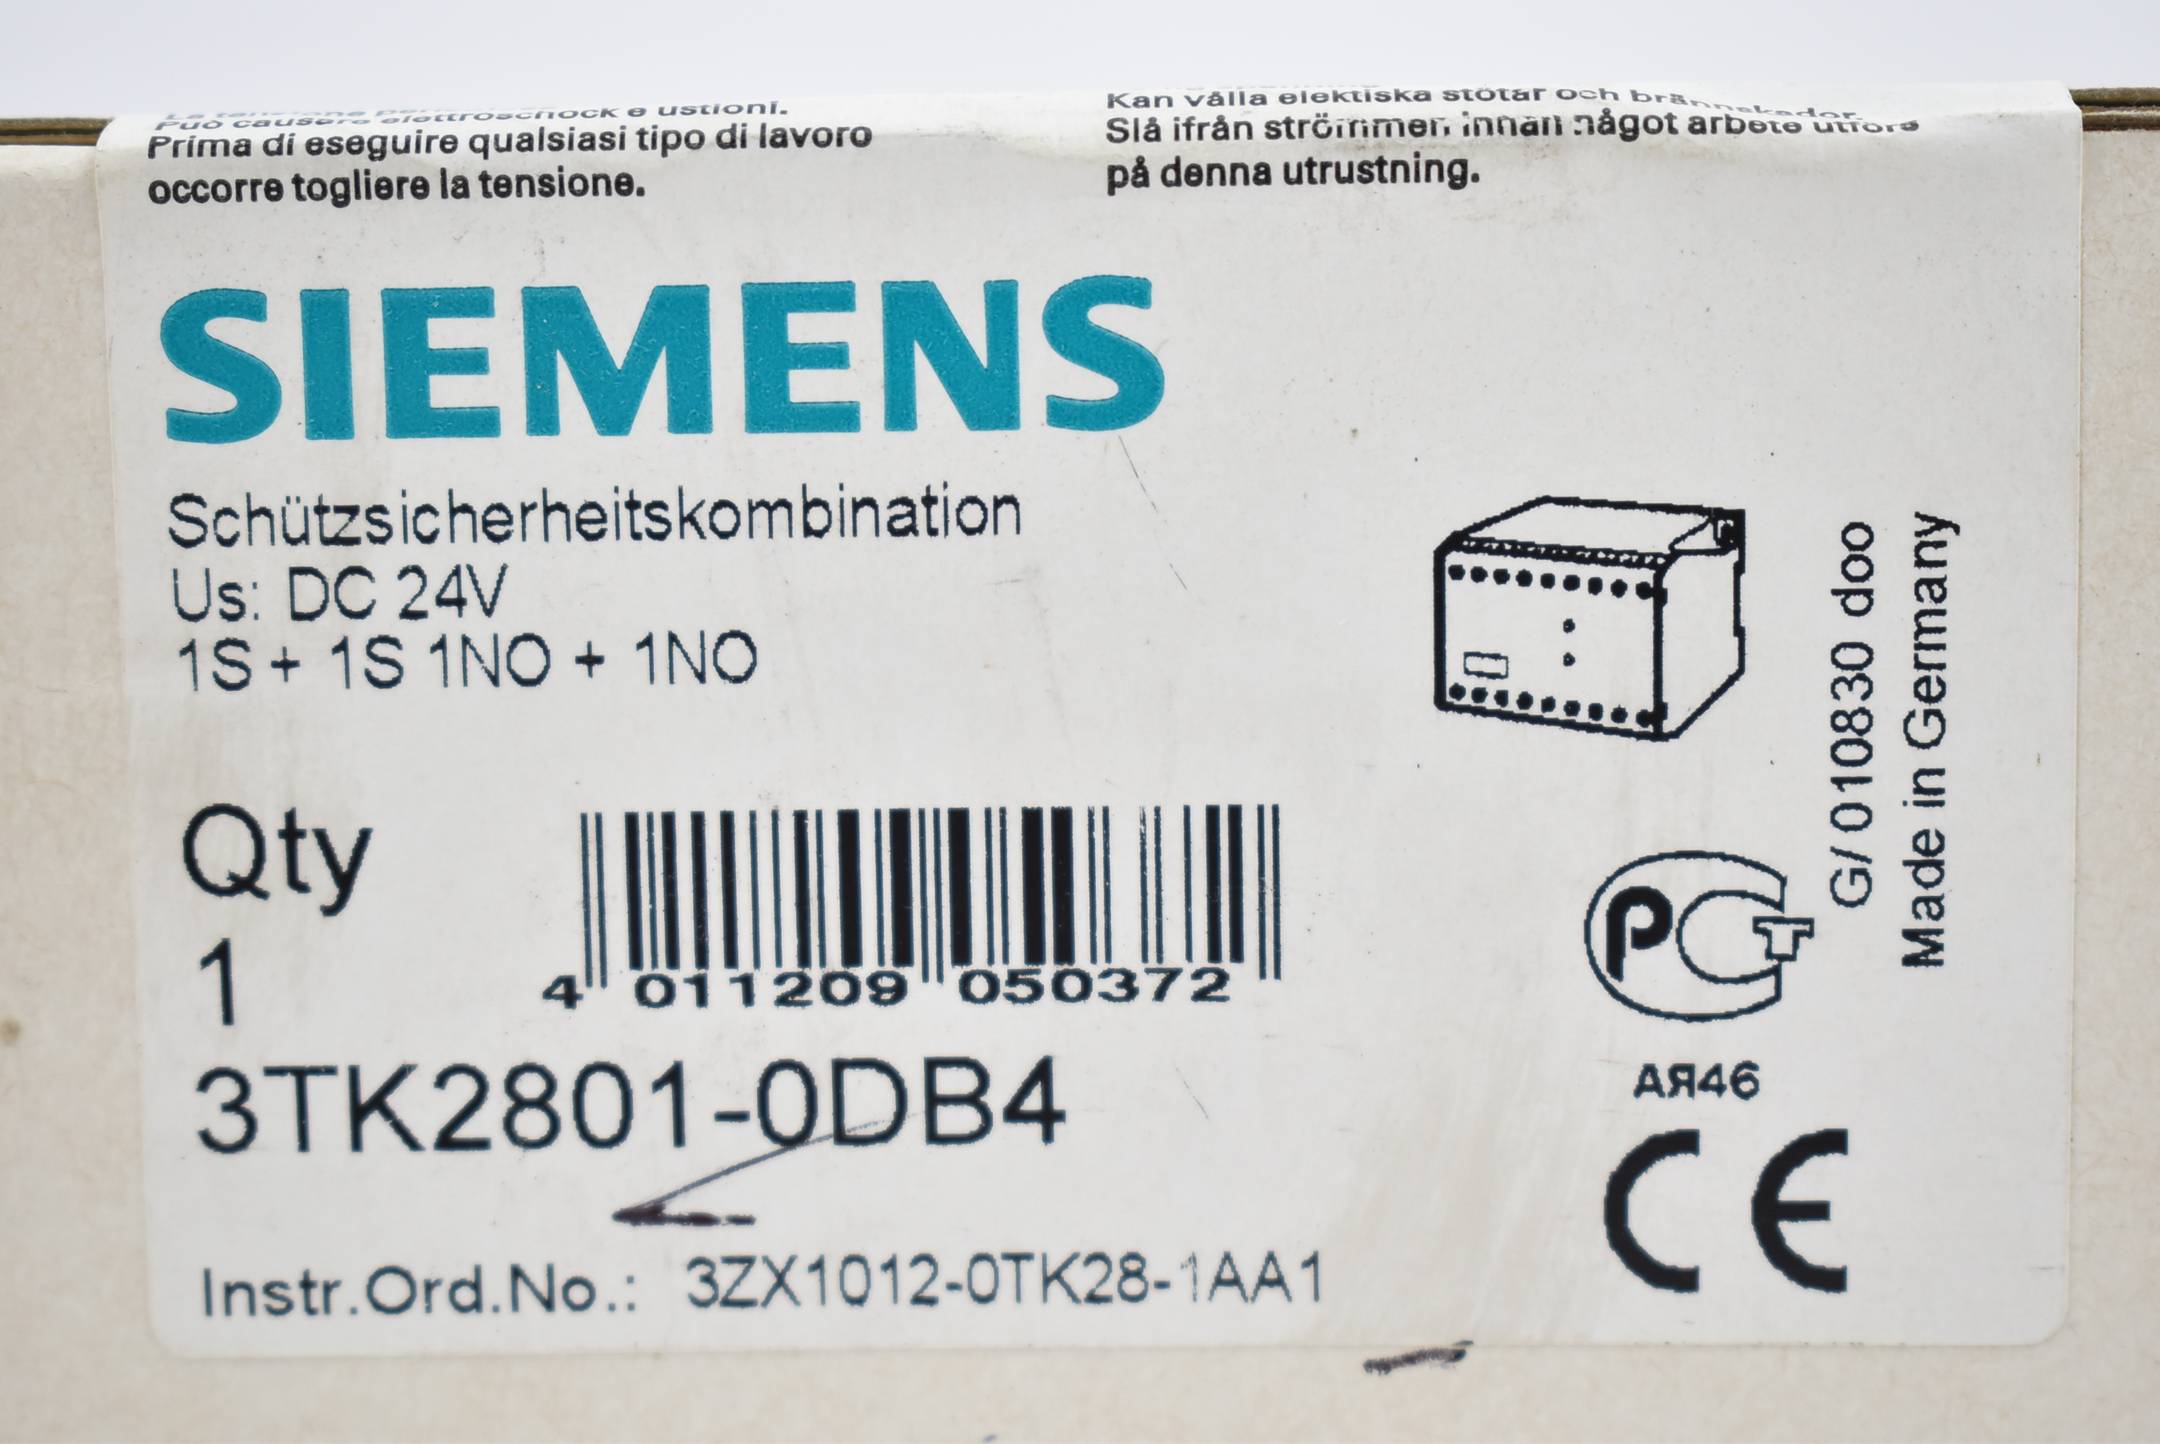 Può causare elettroschock e ustioni.
Prima di eseguire qualsiasi tipo di lavoro
occorre togliere la tensione.
Kan vålla elektiska stötar och brännskador.
Slå ifrån strömmen innan något arbete utförs
på denna utrustning.
SIEMENS
Schützsicherheitskombination
Us: DC 24V
1S + 1S 1NO + 1NO
Qty
1
4 011209 050372
3TK2801-0DB4
Instr.Ord.No.: 3ZX1012-0TK28-1AA1
G/ 010830 doo
Made in Germany
PCT
АЯ46
CE